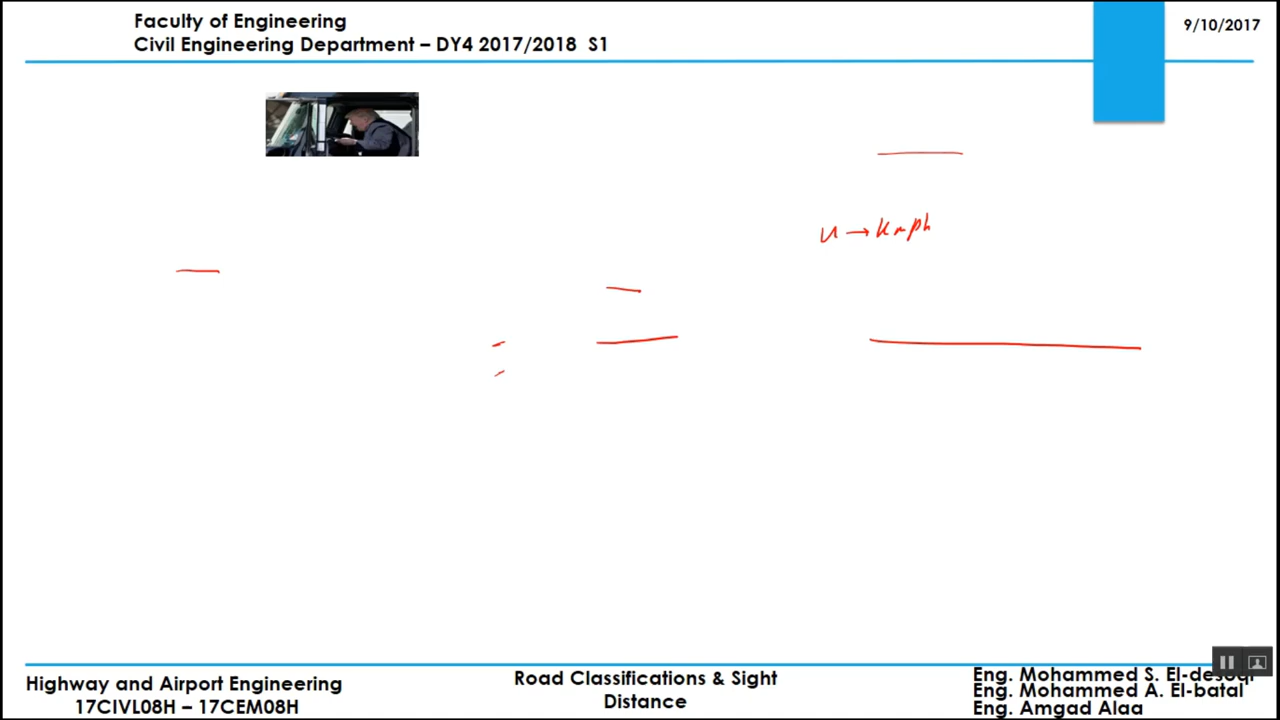 Faculty of Engineering
Civil Engineering Department – DY4 2017/2018 S1
9/10/2017
u → Kmph
Highway and Airport Engineering
17CIVL08H – 17CEM08H
Road Classifications & Sight
Distance
Eng. Mohammed S. El-desoqi
Eng. Mohammed A. El-batal
Eng. Amgad Alaa